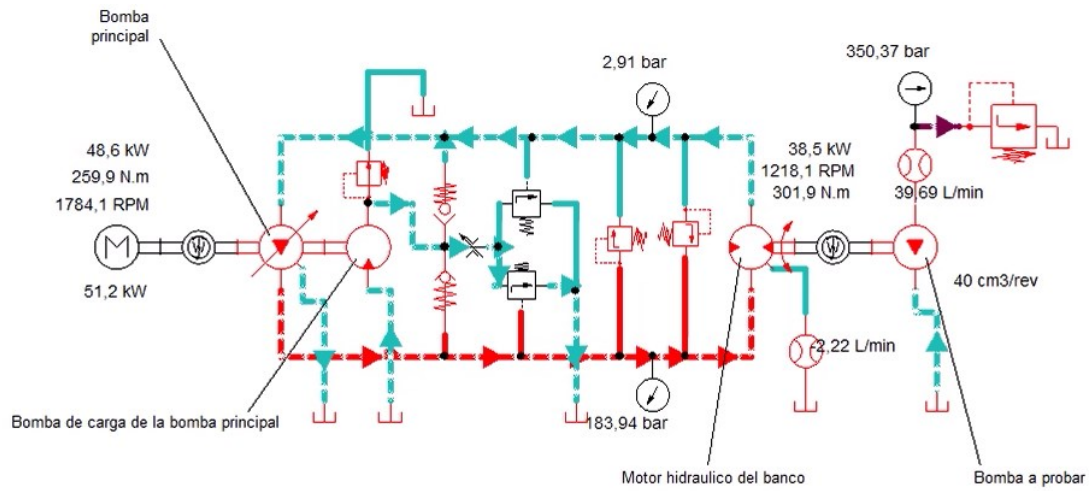 Bomba
principal
350,37 bar
2,91 bar
48,6 kW
259,9 N.m
1784,1 RPM
38,5 kW
1218,1 RPM
301,9 N.m
39,69 L/min
M
W
W
51,2 kW
40 cm3/rev
-2,22 L/min
Bomba de carga de la bomba principal
183,94 bar
Motor hidraulico del banco
Bomba a probar